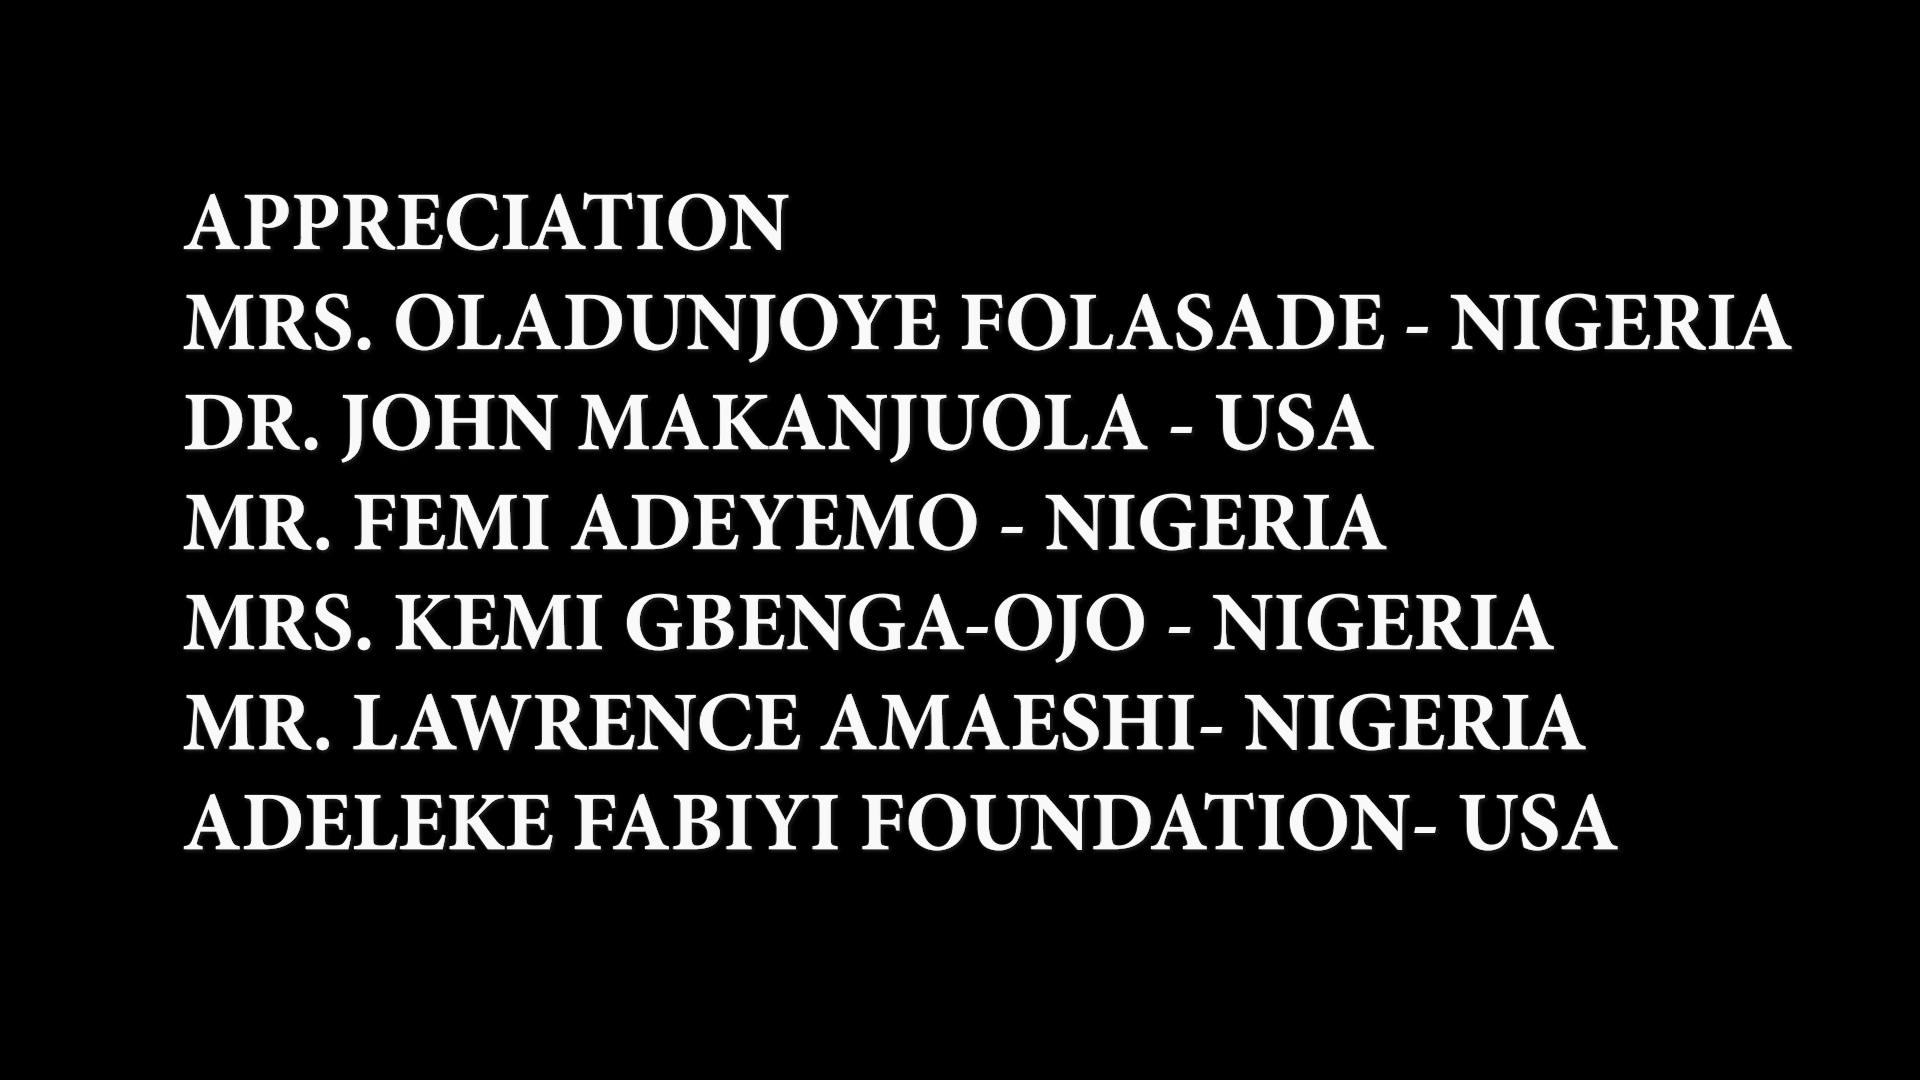 APPRECIATION
MRS. OLADUNJOYE FOLASADE - NIGERIA
DR. JOHN MAKANJUOLA - USA
MR. FEMI ADEYEMO - NIGERIA
MRS. KEMI GBENGA-OJO - NIGERIA
MR. LAWRENCE AMAESHI- NIGERIA
ADELEKE FABIYI FOUNDATION- USA